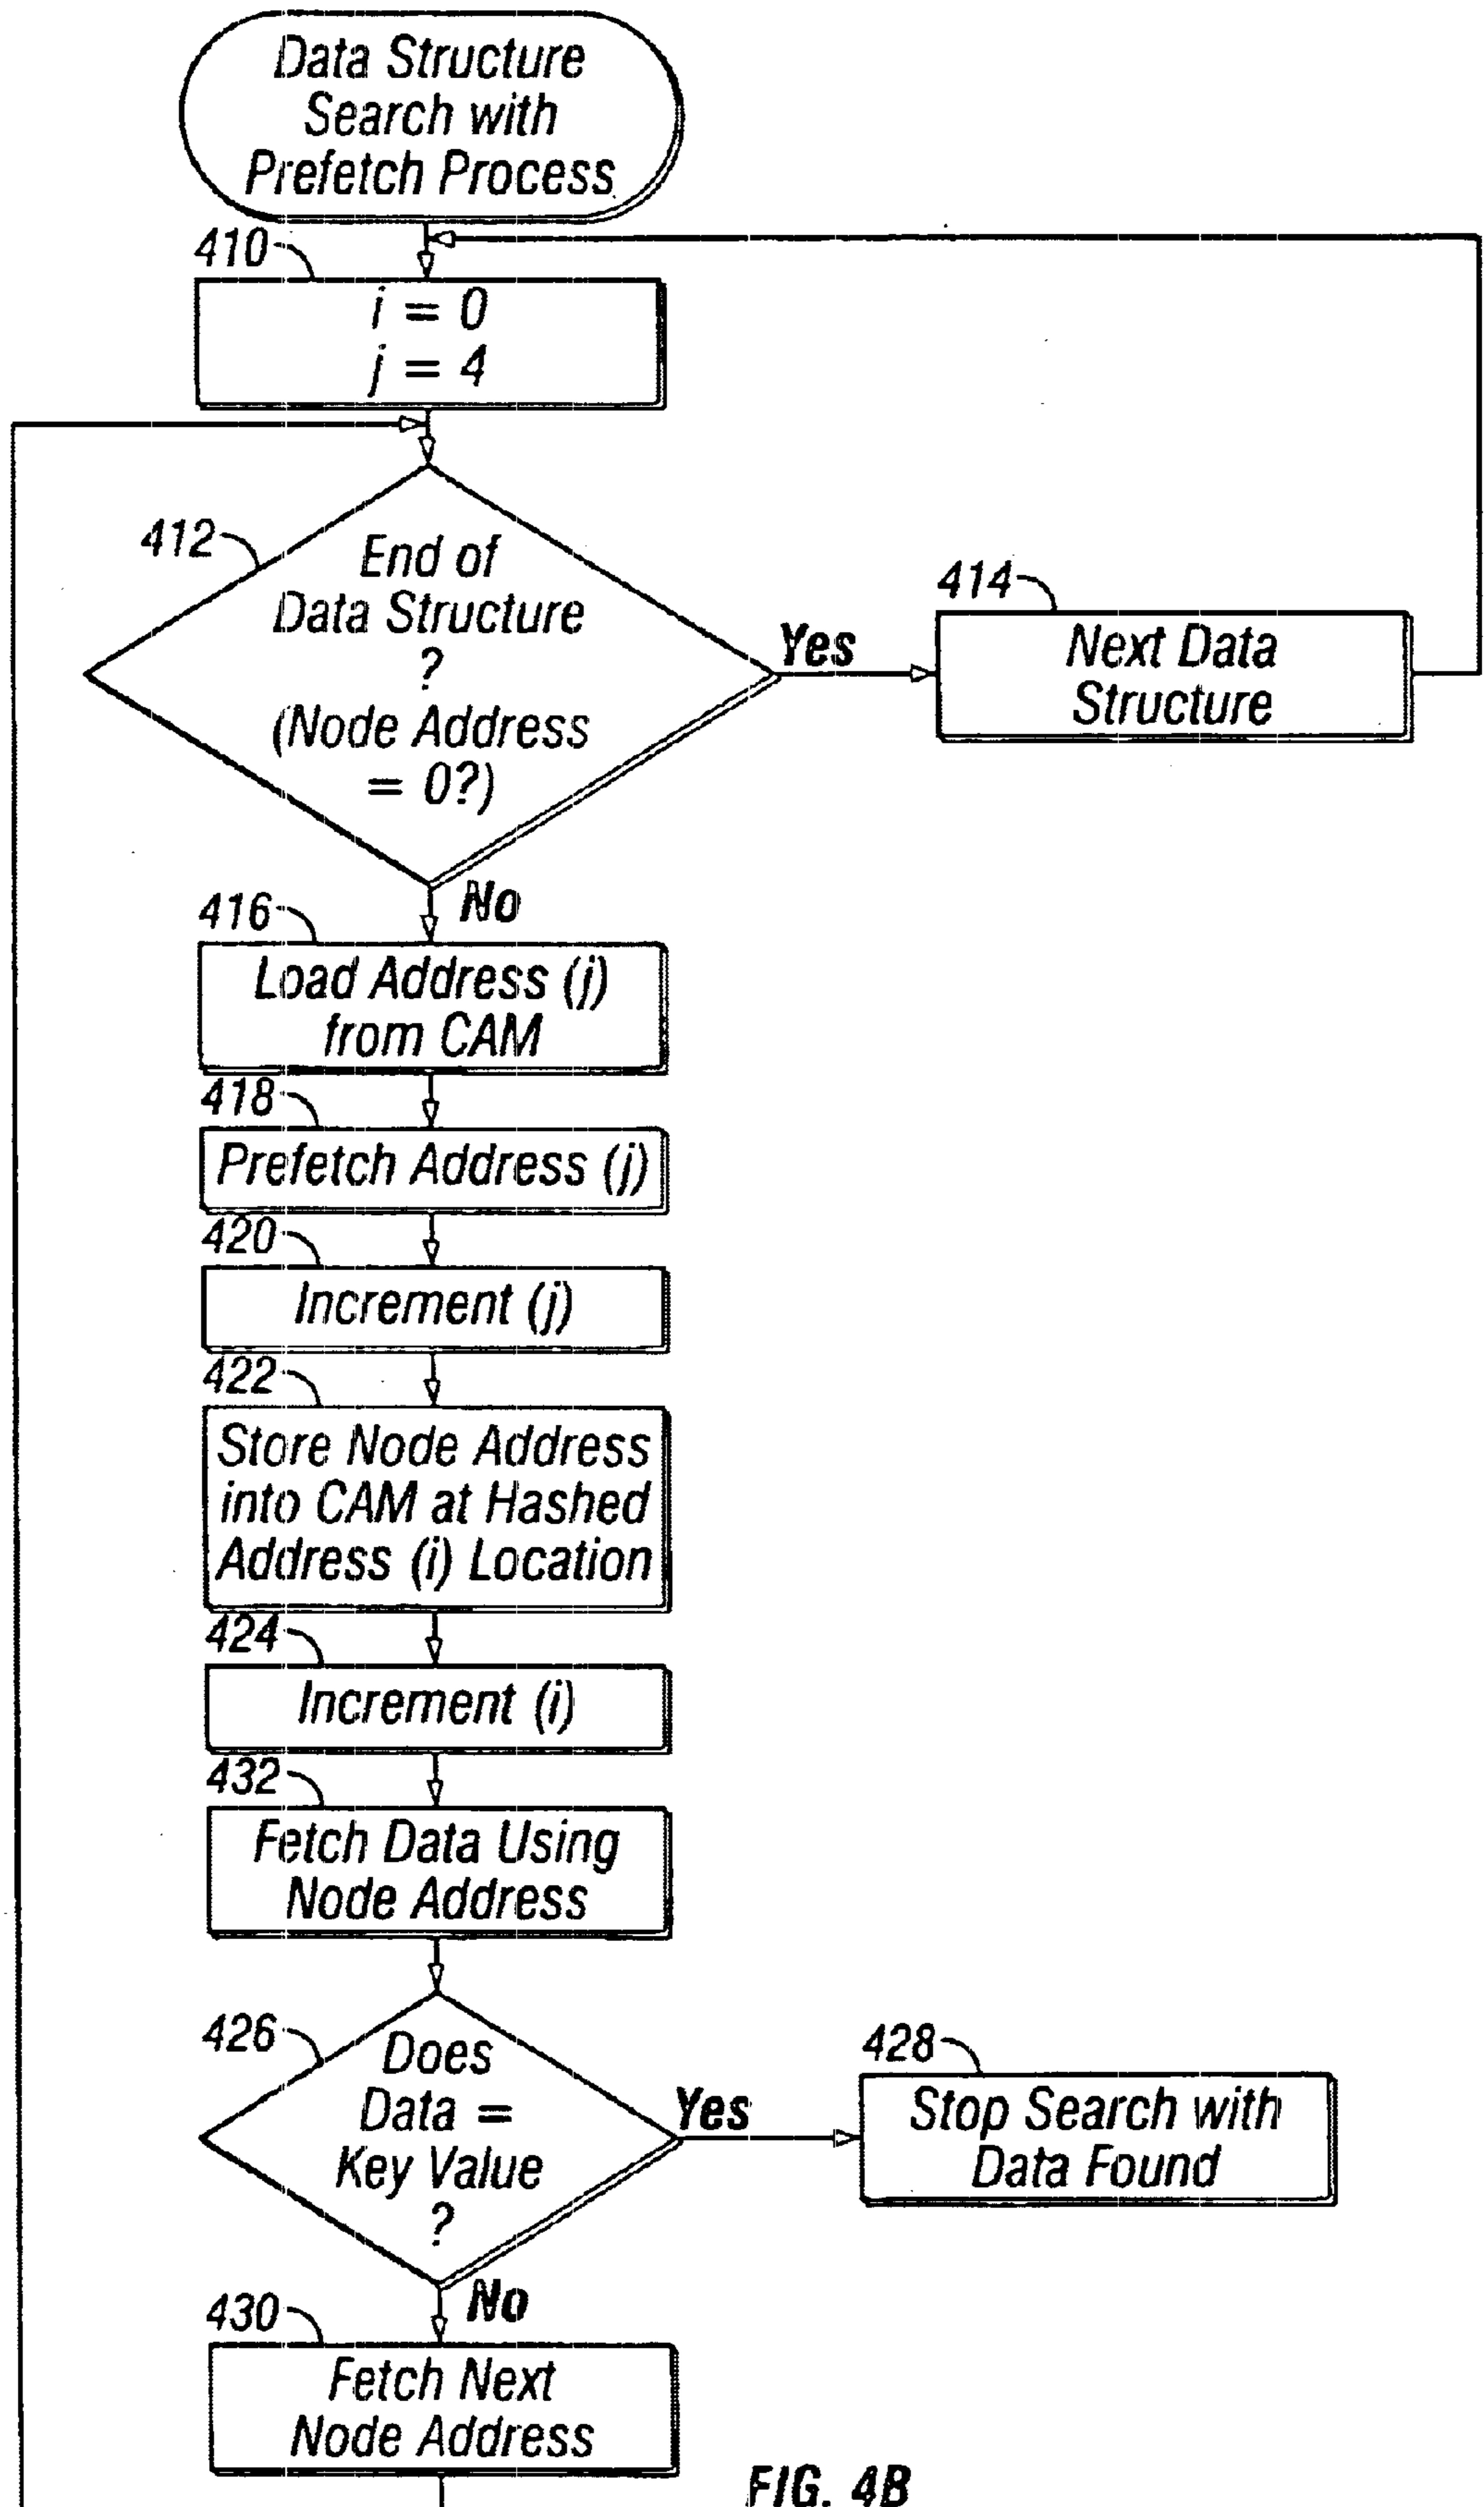 Data Structure
Search with
Prefetch Process
410
i = 0
j = 4
412
End of
Data Structure
?
(Node Address
= 0?)
Yes
414
Next Data
Structure
No
416
Load Address (j)
from CAM
418
Prefetch Address (j)
420
Increment (j)
422
Store Node Address
into CAM at Hashed
Address (i) Location
424
Increment (i)
432
Fetch Data Using
Node Address
426
Does
Data =
Key Value
?
Yes
428
Stop Search with
Data Found
No
430
Fetch Next
Node Address
FIG. 4B